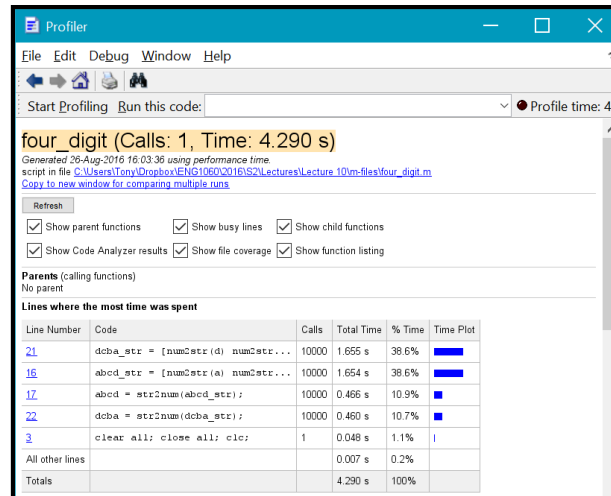 Profiler
File Edit Debug Window Help
Start Profiling Run this code: Profile time: 4
four_digit (Calls: 1, Time: 4.290 s)
Generated 26-Aug-2016 16:03:36 using performance time.
script in file C:\Users\Tony\Dropbox\ENG1060\2016\S2\Lectures\Lecture 10\m-files\four_digit.m
Copy to new window for comparing multiple runs
Refresh
Show parent functions Show busy lines Show child functions
Show Code Analyzer results Show file coverage Show function listing
Parents (calling functions)
No parent
Lines where the most time was spent
Line Number Code Calls Total Time % Time Time Plot
21 dcba_str = [num2str(d) num2str... 10000 1.655 s 38.6%
16 abcd_str = [num2str(a) num2str... 10000 1.654 s 38.6%
17 abcd = str2num(abcd_str); 10000 0.466 s 10.9%
22 dcba = str2num(dcba_str); 10000 0.460 s 10.7%
3 clear all; close all; clc; 1 0.048 s 1.1%
All other lines 0.007 s 0.2%
Totals 4.290 s 100%